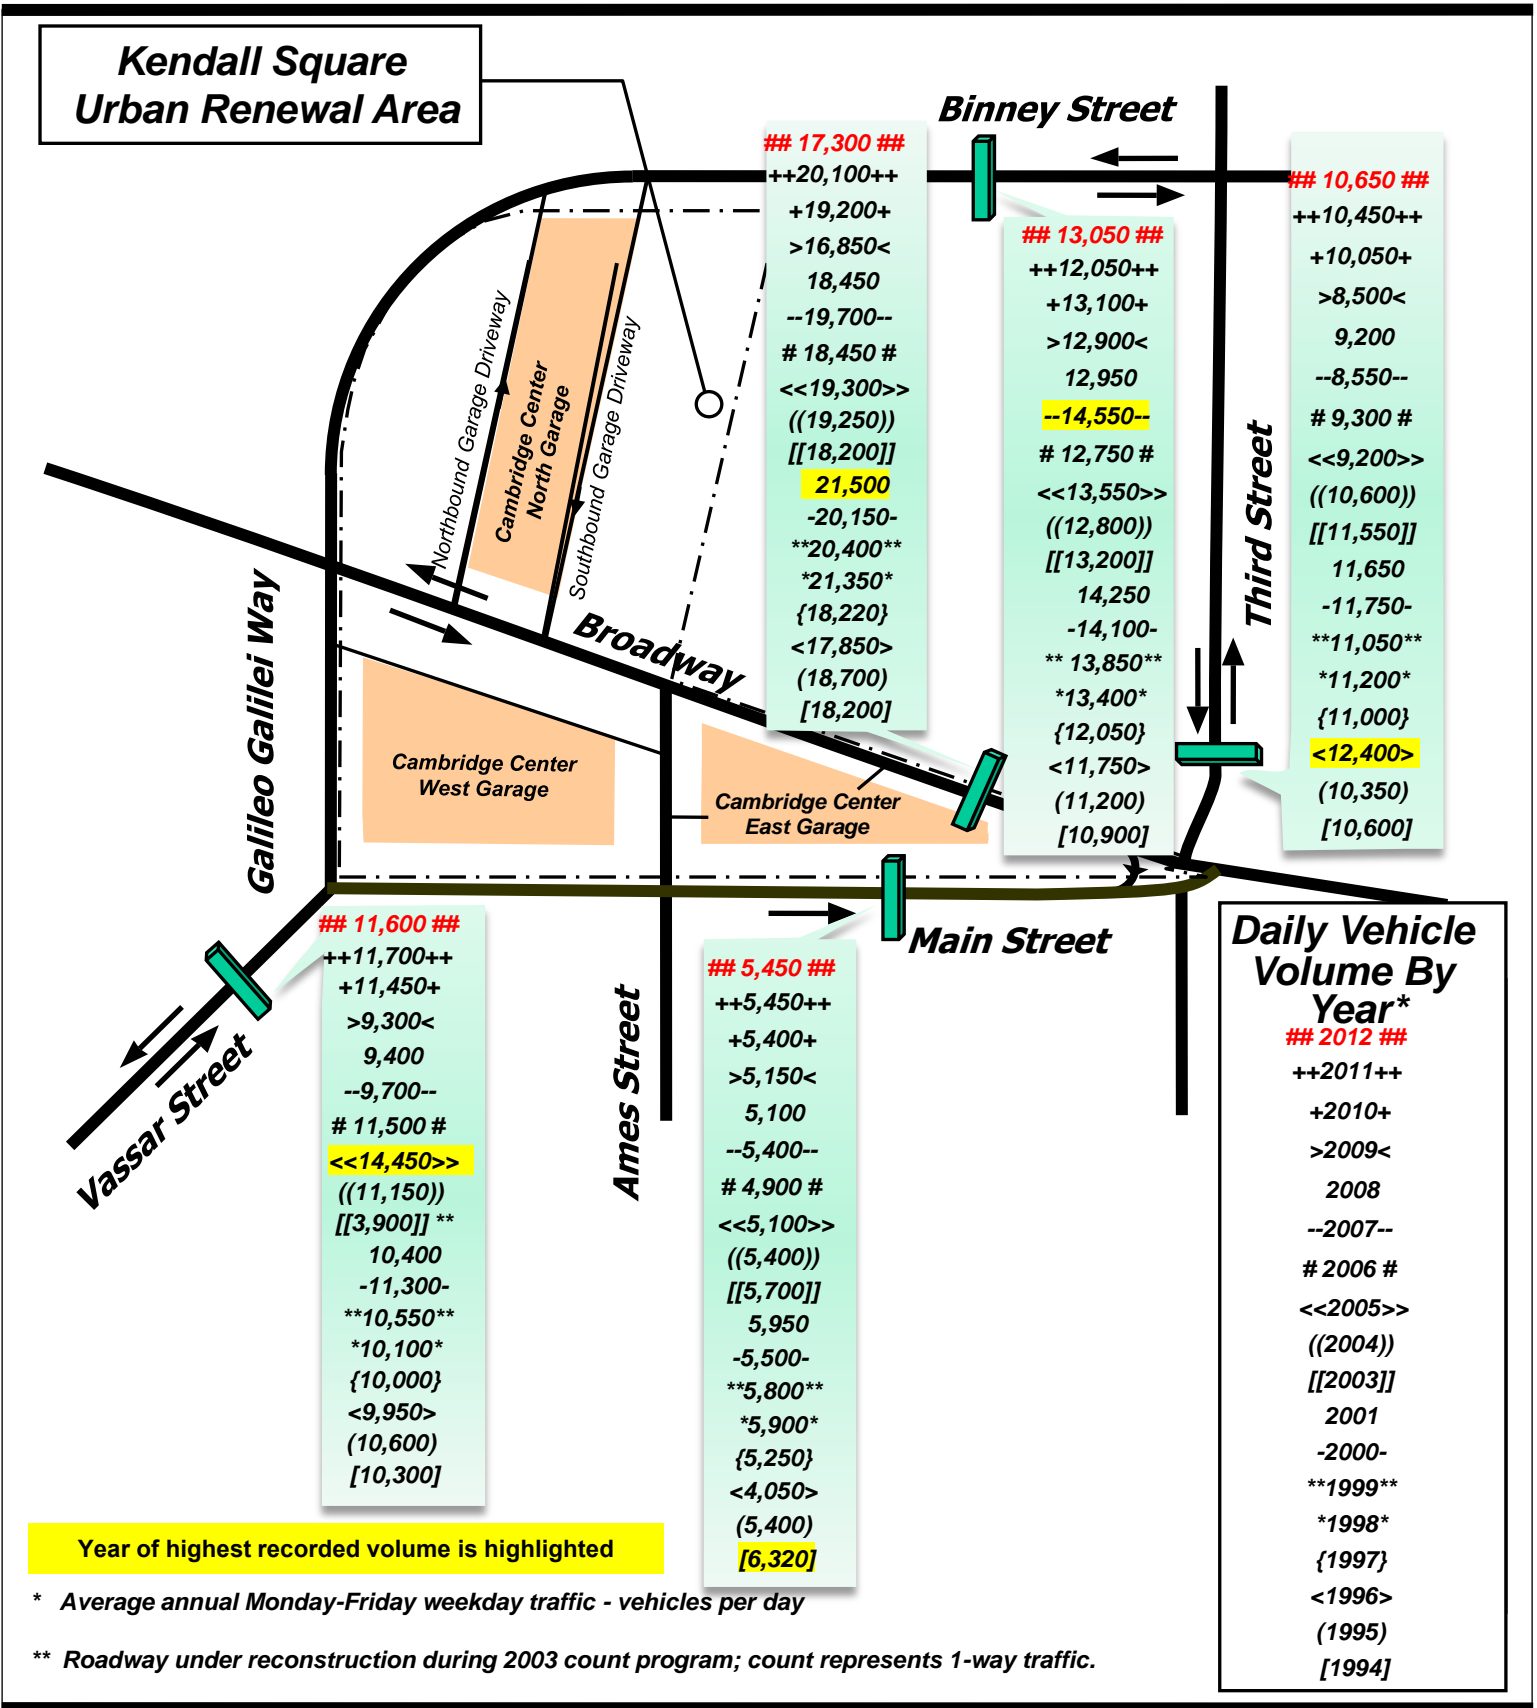 Kendall Square
Urban Renewal Area
Binney Street
## 17,300 ##
++20,100++
+19,200+
>16,850<
18,450
--19,700--
# 18,450 #
<<19,300>>
((19,250))
[[18,200]]
21,500
-20,150-
**20,400**
*21,350*
{18,220}
<17,850>
(18,700)
[18,200]
## 13,050 ##
++12,050++
+13,100+
>12,900<
12,950
--14,550--
# 12,750 #
<<13,550>>
((12,800))
[[13,200]]
14,250
-14,100-
** 13,850**
*13,400*
{12,050}
<11,750>
(11,200)
[10,900]
## 10,650 ##
++10,450++
+10,050+
>8,500<
9,200
--8,550--
# 9,300 #
<<9,200>>
((10,600))
[[11,550]]
11,650
-11,750-
**11,050**
*11,200*
{11,000}
<12,400>
(10,350)
[10,600]
Northbound Garage Driveway
Cambridge Center
North Garage
Southbound Garage Driveway
Third Street
Broadway
Galileo Galilei Way
Cambridge Center
West Garage
Cambridge Center
East Garage
Main Street
Vassar Street
Ames Street
## 11,600 ##
++11,700++
+11,450+
>9,300<
9,400
--9,700--
# 11,500 #
<<14,450>>
((11,150))
[[3,900]] **
10,400
-11,300-
**10,550**
*10,100*
{10,000}
<9,950>
(10,600)
[10,300]
## 5,450 ##
++5,450++
+5,400+
>5,150<
5,100
--5,400--
# 4,900 #
<<5,100>>
((5,400))
[[5,700]]
5,950
-5,500-
**5,800**
*5,900*
{5,250}
<4,050>
(5,400)
[6,320]
Daily Vehicle
Volume By
Year*
## 2012 ##
++2011++
+2010+
>2009<
2008
--2007--
# 2006 #
<<2005>>
((2004))
[[2003]]
2001
-2000-
**1999**
*1998*
{1997}
<1996>
(1995)
[1994]
Year of highest recorded volume is highlighted
* Average annual Monday-Friday weekday traffic - vehicles per day
** Roadway under reconstruction during 2003 count program; count represents 1-way traffic.